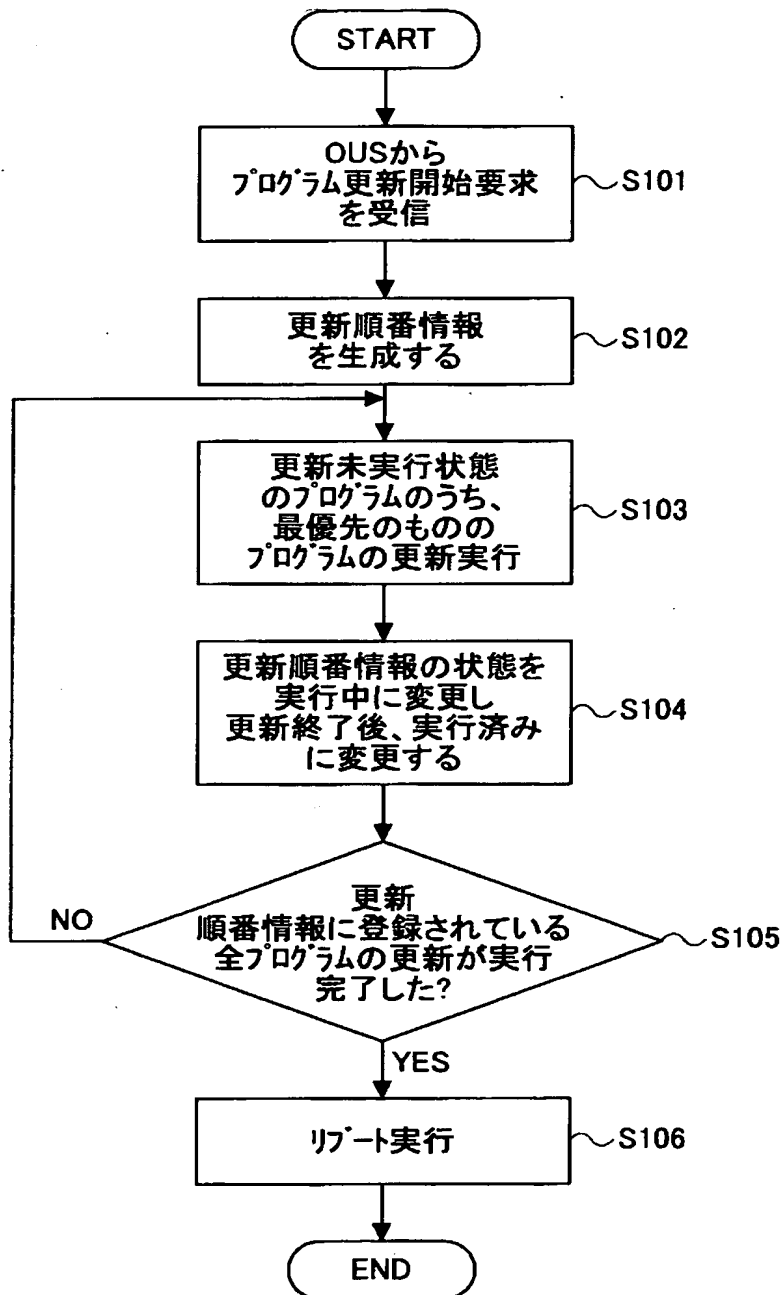 START
OUSから
プログラム更新開始要求
を受信
S101
更新順番情報
を生成する
S102
更新未実行状態
のプログラムのうち、
最優先のものの
プログラムの更新実行
S103
更新順番情報の状態を
実行中に変更し
更新終了後、実行済み
に変更する
S104
更新
順番情報に登録されている
全プログラムの更新が実行
完了した?
S105
NO
YES
リブート実行
S106
END